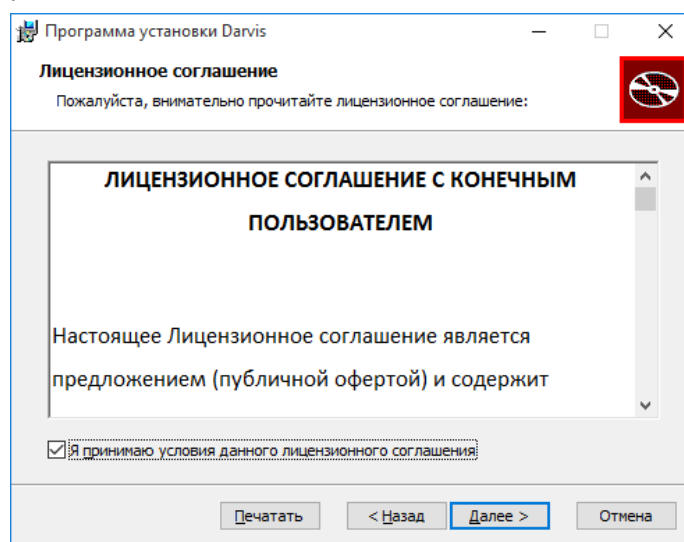 Программа установки Darvis
Лицензионное соглашение
Пожалуйста, внимательно прочитайте лицензионное соглашение:
ЛИЦЕНЗИОННОЕ СОГЛАШЕНИЕ С КОНЕЧНЫМ
ПОЛЬЗОВАТЕЛЕМ
Настоящее Лицензионное соглашение является
предложением (публичной офертой) и содержит
Я принимаю условия данного лицензионного соглашения
Печатать < Назад Далее > Отмена